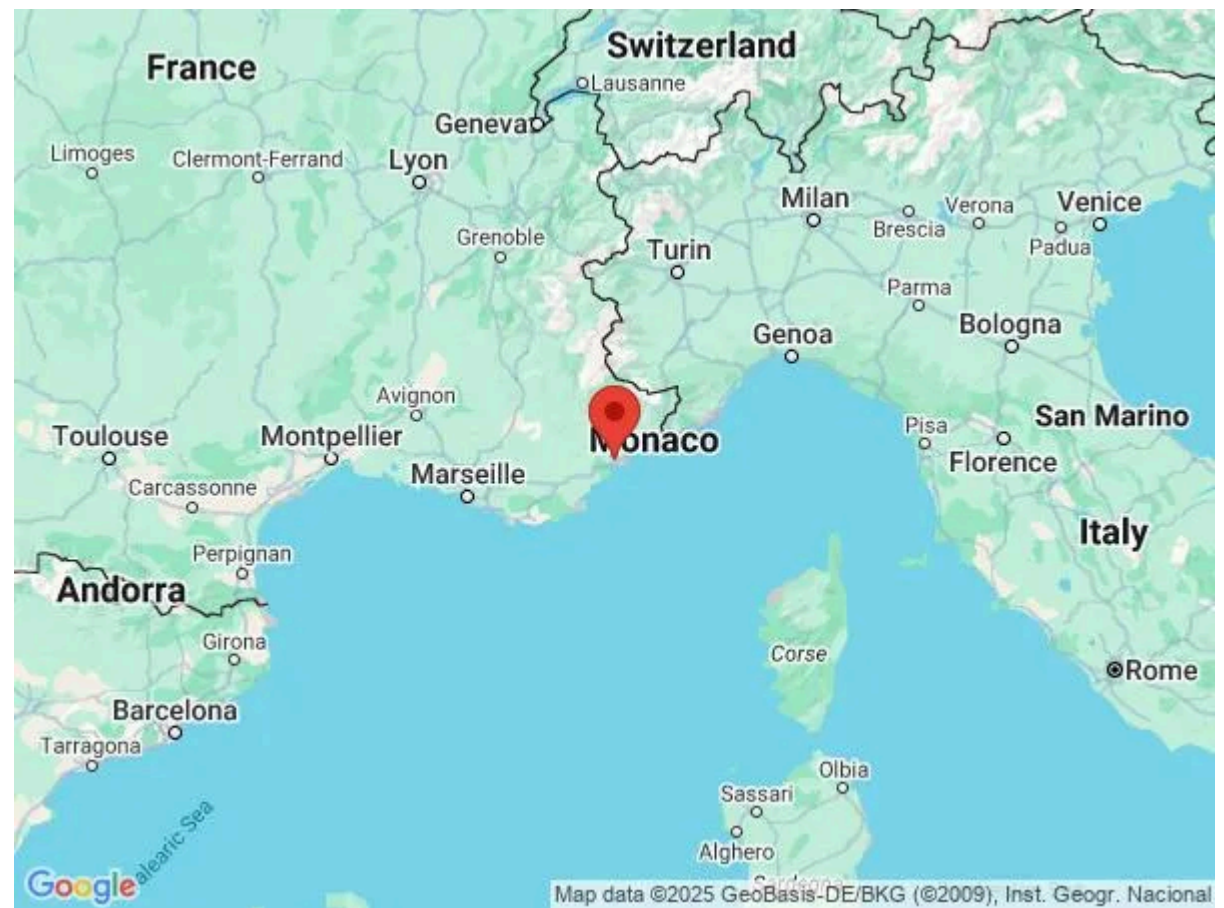 Switzerland
France
Lausanne
Geneva
Limoges
Clermont-Ferrand
Lyon
Milan
Verona
Venice
Brescia
Padua
Grenoble
Turin
Parma
Genoa
Bologna
Avignon
San Marino
Pisa
Toulouse
Montpellier
Monaco
Florence
Marseille
Carcassonne
Italy
Perpignan
Andorra
Girona
Corse
Rome
Barcelona
Tarragona
Olbia
Sassari
alearic Sea
Alghero
Google
Map data ©2025 GeoBasis-DE/BKG (©2009), Inst. Geogr. Nacional